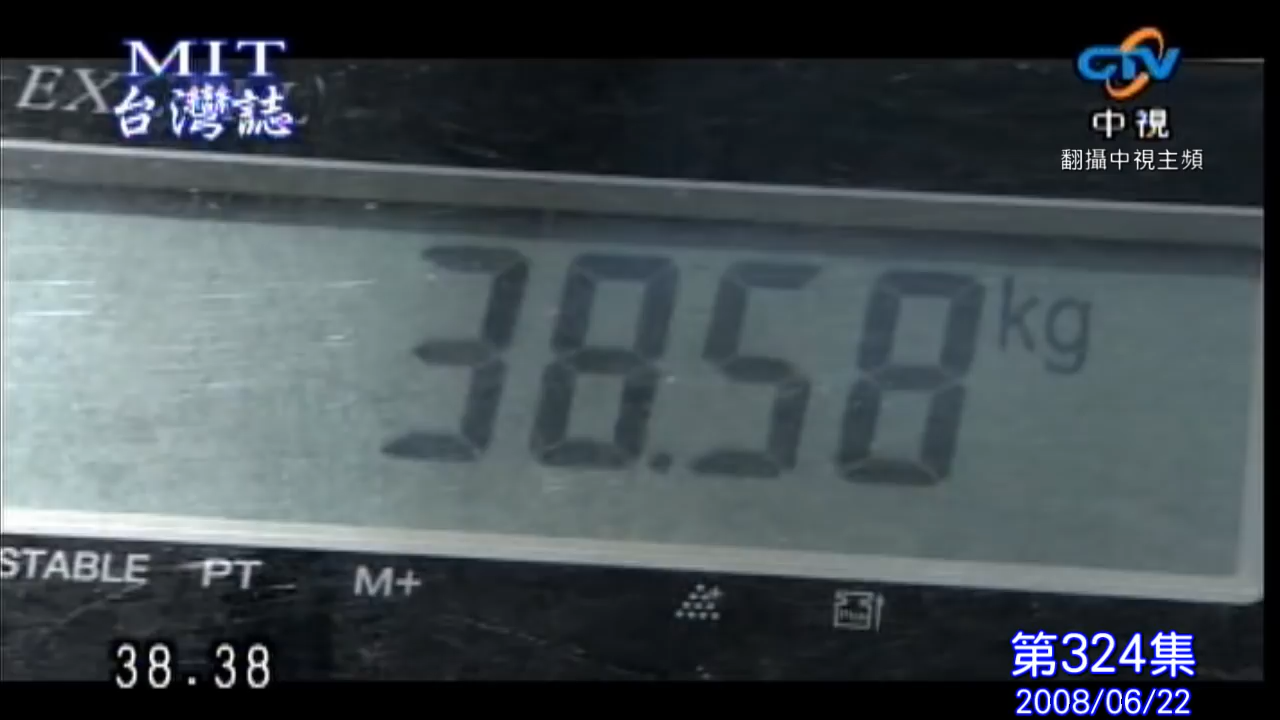 MIT
台灣誌
EX
CTV
中視
翻攝中視主頻
38.58 kg
STABLE PT M+
38.38
第324集
2008/06/22